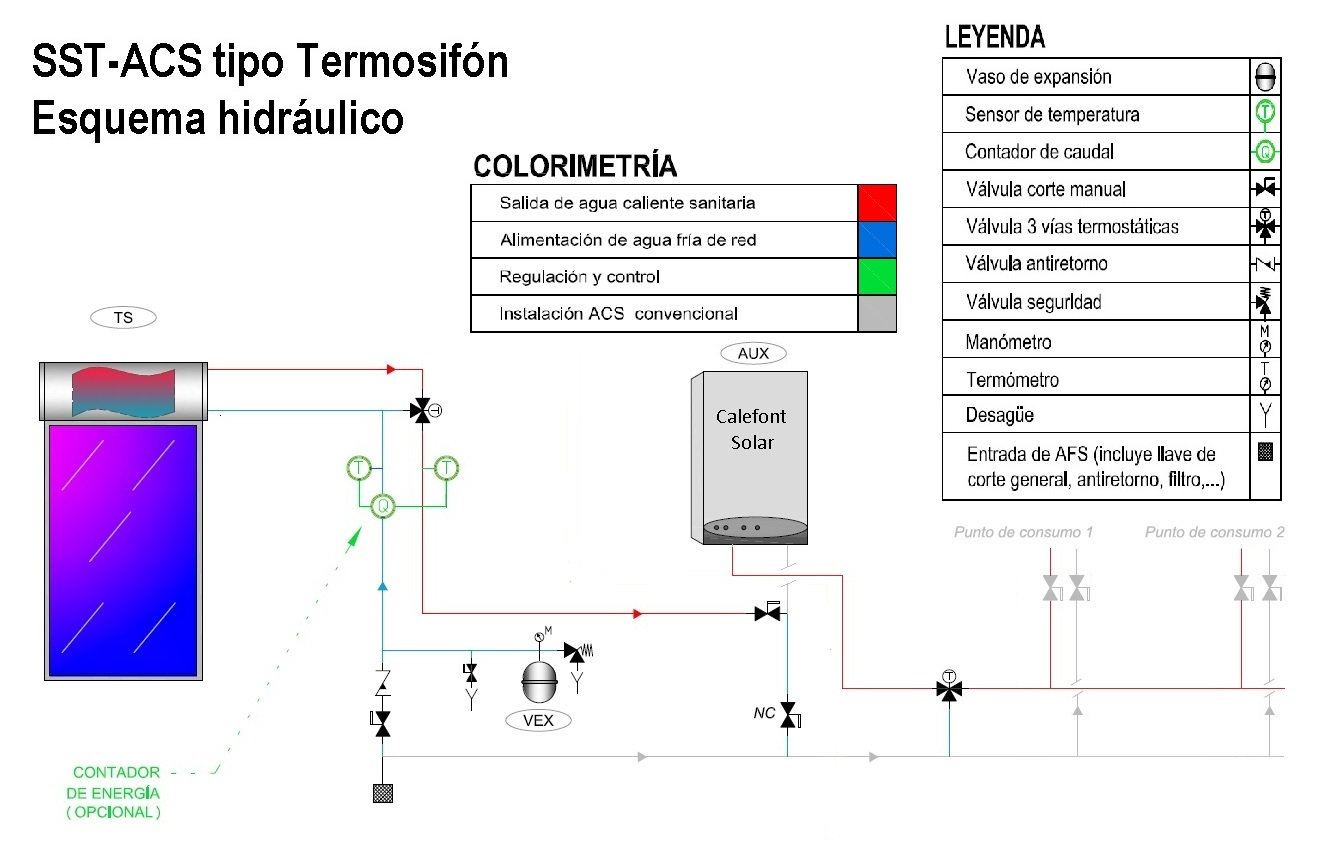 SST-ACS tipo Termosifón
Esquema hidráulico
LEYENDA
Vaso de expansión
Sensor de temperatura
T
Contador de caudal
Q
Válvula corte manual
Válvula 3 vías termostáticas
T
Válvula antiretorno
Válvula segurIdad
Manómetro
M
Termómetro
T
Desagüe
Entrada de AFS (incluye llave de
corte general, antiretorno, filtro,...)
COLORIMETRÍA
Salida de agua caliente sanitaria
Alimentación de agua fría de red
Regulación y control
Instalación ACS convencional
TS
AUX
Calefont
Solar
T
T
Q
Punto de consumo 1
Punto de consumo 2
M
T
VEX
NC
CONTADOR
DE ENERGÍA
( OPCIONAL )